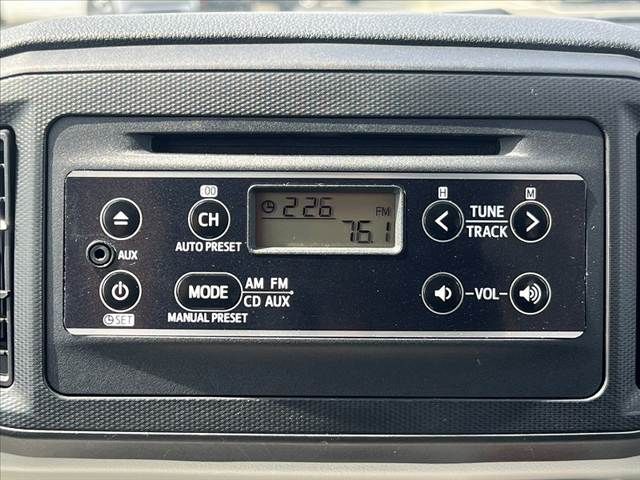 00
CH
AUTO PRESET
2:26
FM
76.1
H
M
TUNE
TRACK
AUX
SET
MODE
AM FM
CD AUX
MANUAL PRESET
VOL